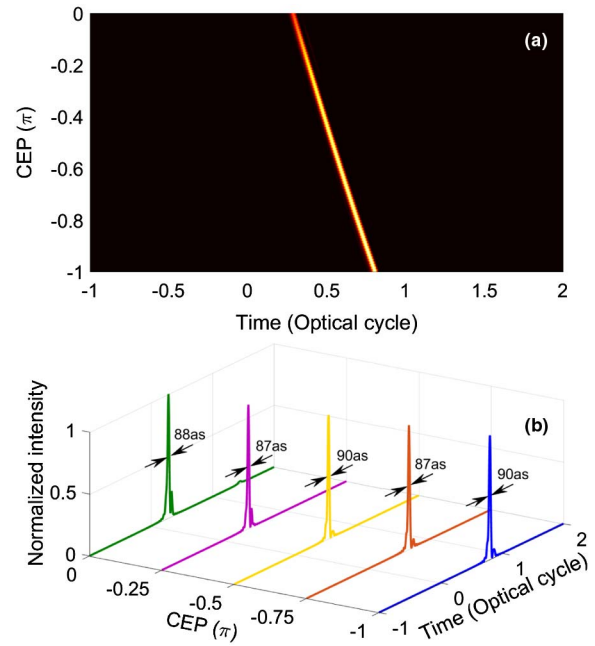 0
(a)
-0.2
-0.4
CEP (π)
-0.6
-0.8
-1
-1 -0.5 0 0.5 1 1.5 2
Time (Optical cycle)
(b)
1
Normalized intensity
0.5
0
88as
87as
90as
87as
90as
0 -0.25 -0.5 -0.75 -1
CEP (π)
-1 0 1 2
Time (Optical cycle)